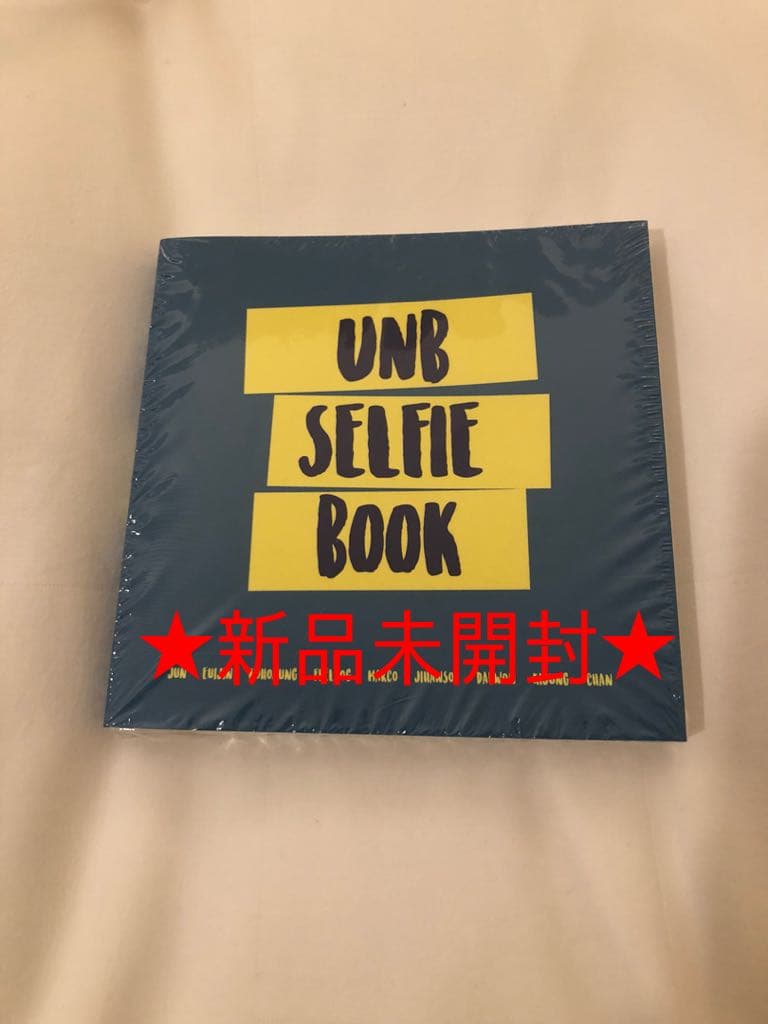 UNB
SELFIE
BOOK
★新品未開封★
JUN MARCO CHAN